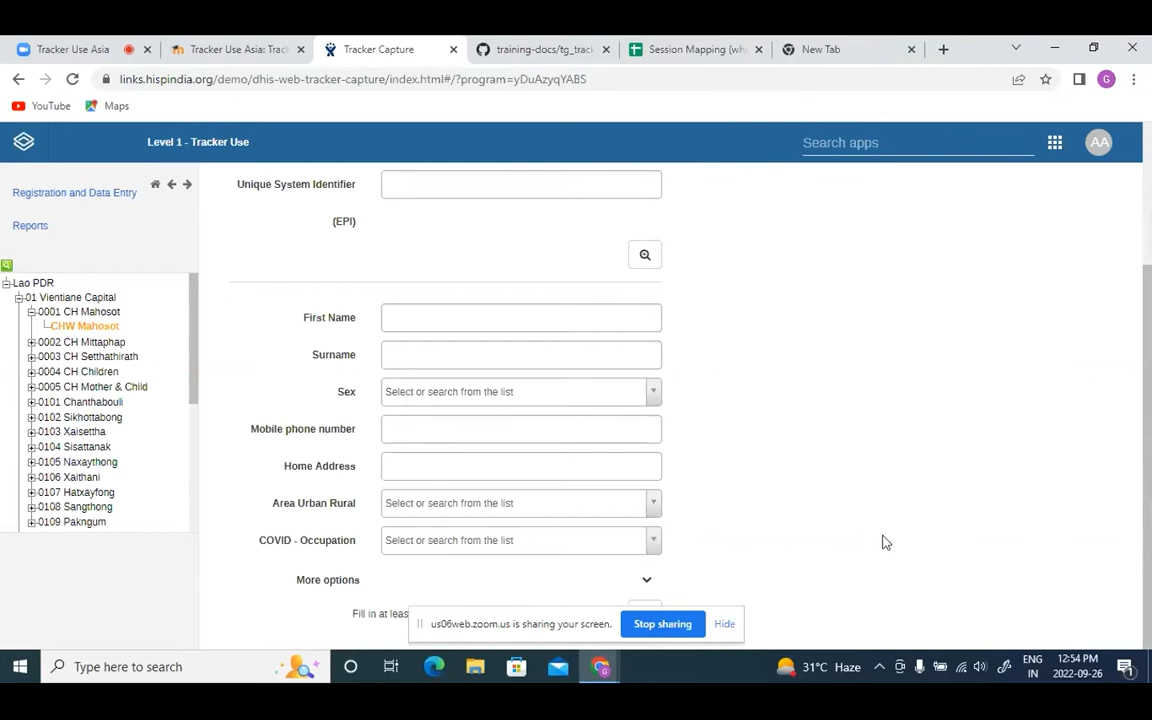 Tracker Use Asia
Tracker Use Asia: Trac
Tracker Capture
training-docs/tg_track
Session Mapping (whe
New Tab
links.hispindia.org/demo/dhis-web-tracker-capture/index.html#/?program=yDuAzyqYABS
G
YouTube
Maps
Level 1 - Tracker Use
Search apps
AA
Registration and Data Entry
Reports
Lao PDR
01 Vientiane Capital
0001 CH Mahosot
CHW Mahosot
0002 CH Mittaphap
0003 CH Setthathirath
0004 CH Children
0005 CH Mother & Child
0101 Chanthabouli
0102 Sikhottabong
0103 Xaisettha
0104 Sisattanak
0105 Naxaythong
0106 Xaithani
0107 Hatxayfong
0108 Sangthong
0109 Pakngum
Unique System Identifier
(EPI)
First Name
Surname
Sex
Select or search from the list
Mobile phone number
Home Address
Area Urban Rural
Select or search from the list
COVID - Occupation
Select or search from the list
More options
Fill in at leas
us06web.zoom.us is sharing your screen.
Stop sharing
Hide
Type here to search
G
31°C Haze
ENG
IN
12:54 PM
2022-09-26
1